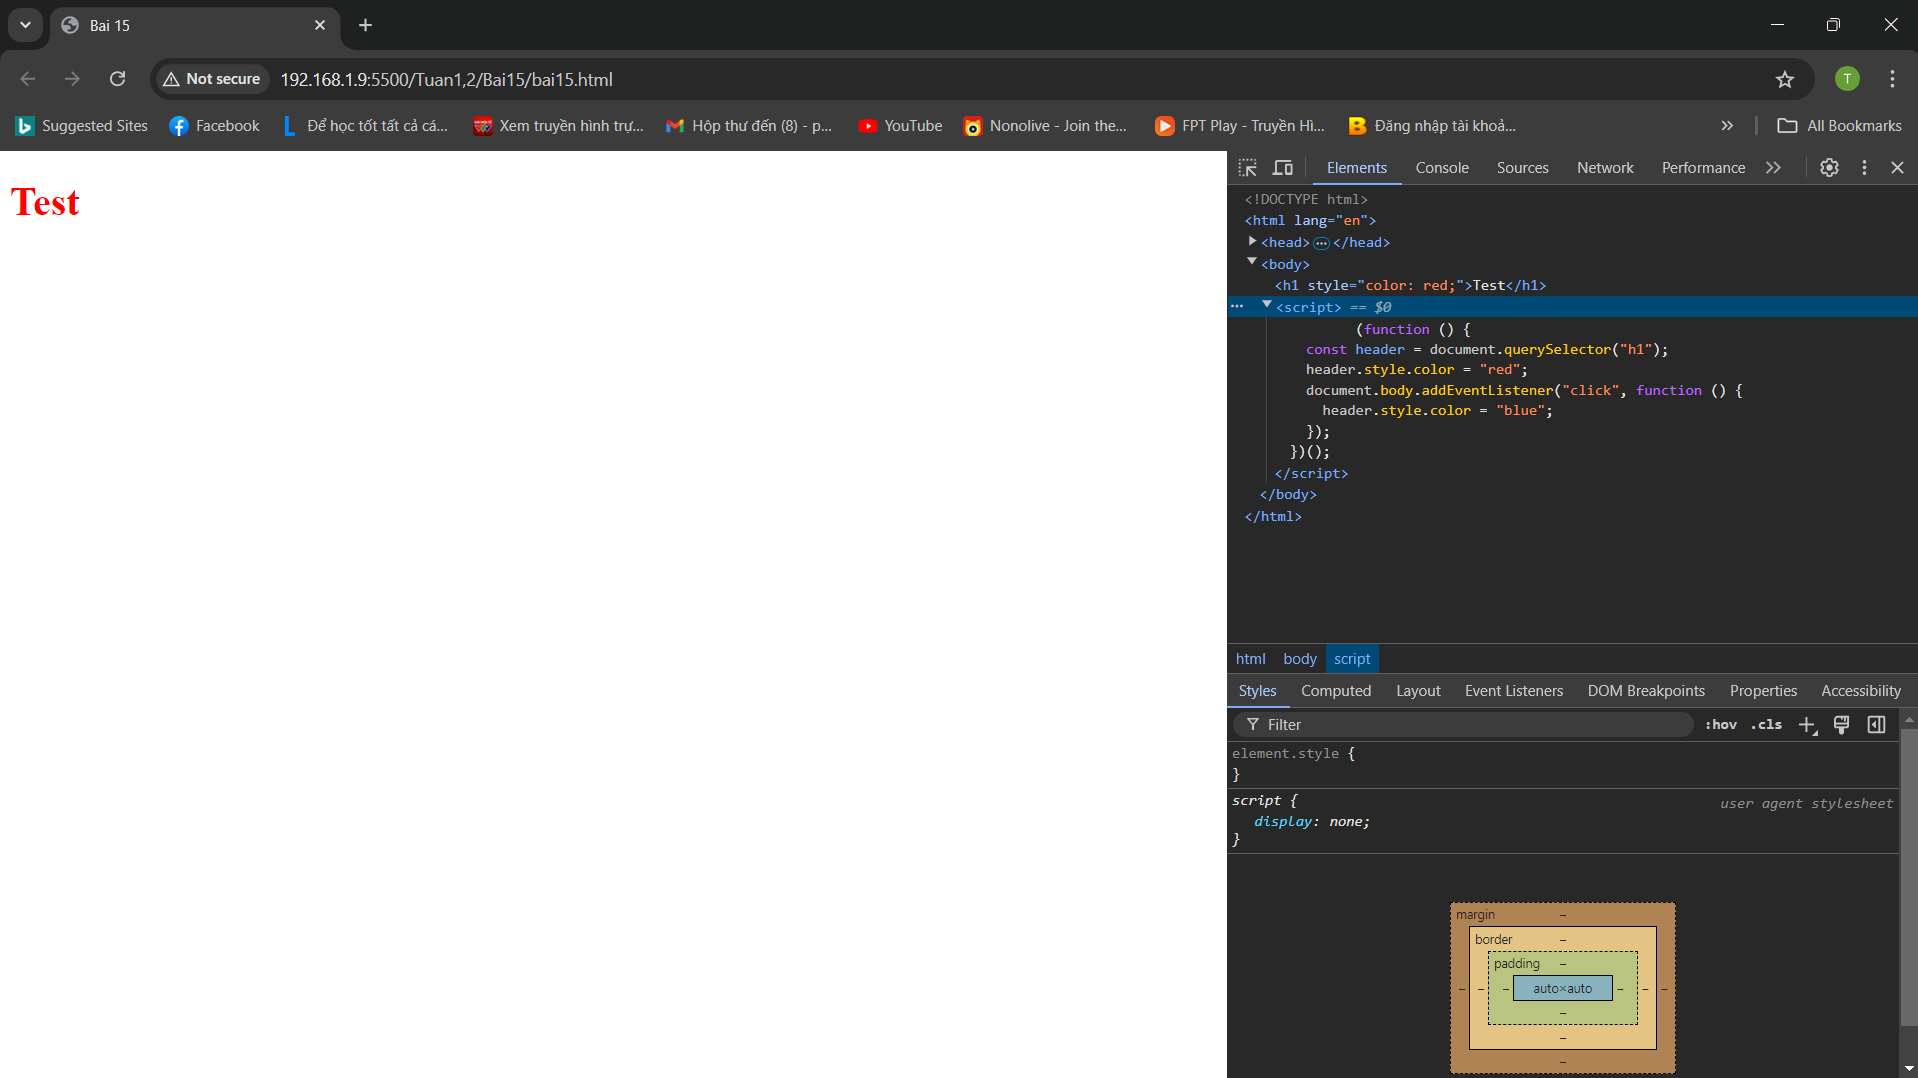 Bai 15
Not secure 192.168.1.9:5500/Tuan1,2/Bai15/bai15.html T
Suggested Sites Facebook Để học tốt tất cả cá... Xem truyền hình trự... Hộp thư đến (8) - p... YouTube Nonolive - Join the... FPT Play - Truyền Hì... Đăng nhập tài khoả... All Bookmarks
Test
Elements Console Sources Network Performance
<!DOCTYPE html>
<html lang="en">
<head> ... </head>
<body>
<h1 style="color: red;">Test</h1>
... <script> == $0
(function () {
const header = document.querySelector("h1");
header.style.color = "red";
document.body.addEventListener("click", function () {
header.style.color = "blue";
});
})();
</script>
</body>
</html>
html body script
Styles Computed Layout Event Listeners DOM Breakpoints Properties Accessibility
Filter :hov .cls
element.style {
}
script { user agent stylesheet
display: none;
}
margin –
border –
padding –
– – – auto×auto – – –
–
–
–